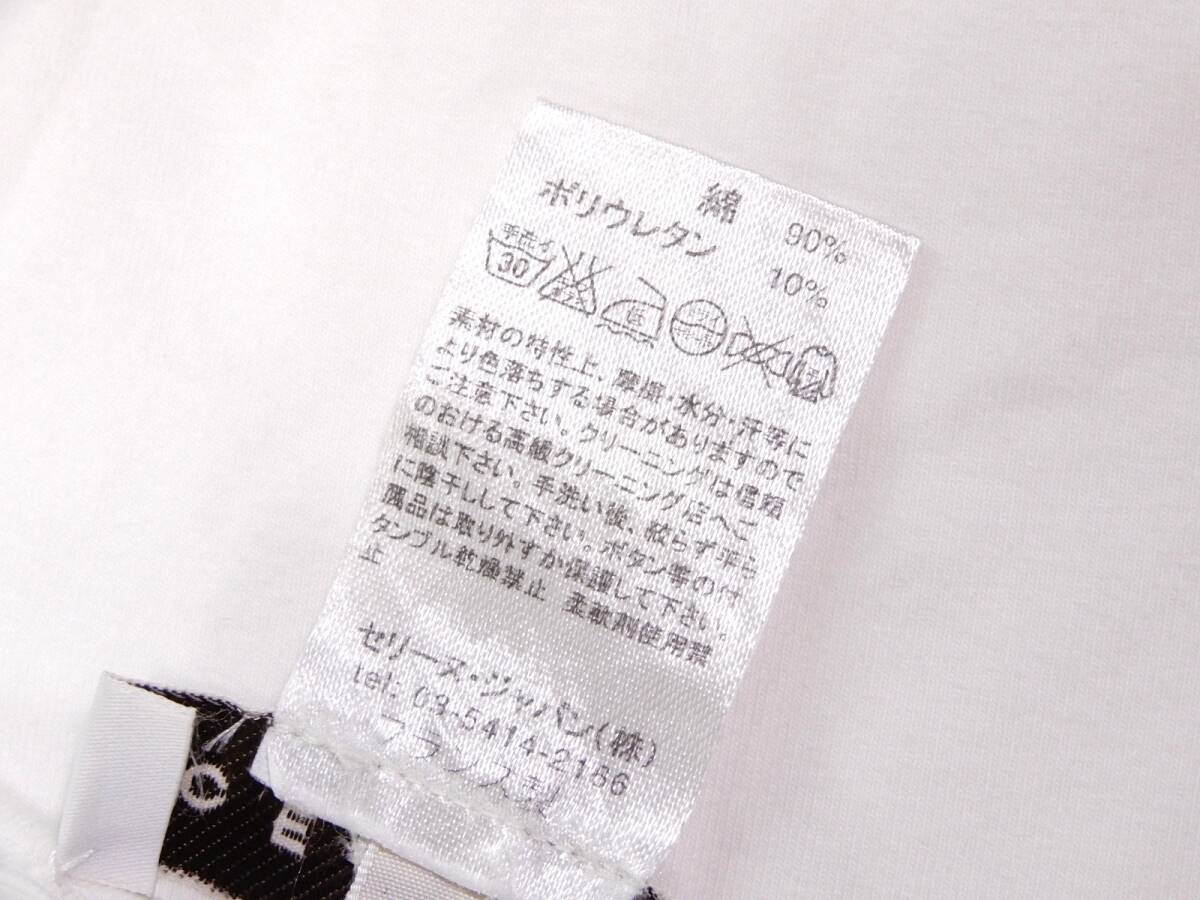 綿 90%
ポリウレタン 10%
手洗イ
30
素材の特性上、摩擦・水分・汗等に
より色落ちする場合がありますので
ご注意下さい。クリーニングは信頼
のおける高級クリーニング店へご
相談下さい。手洗い後、絞らず平ら
に陰干しして下さい。ボタン等の付
属品は取り外すか保護して下さい。
タンブル乾燥禁止 柔軟剤使用禁
止
セリーヌ・ジャパン(株)
tel: 03-5414-2156
フランス製
C E